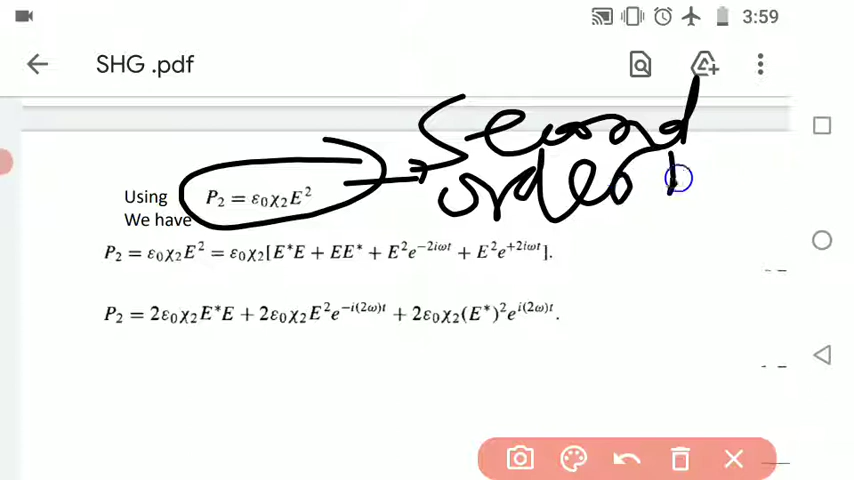 3:59
SHG .pdf
Second
order
Using P₂ = ε₀χ₂E²
We have
P₂ = ε₀χ₂E² = ε₀χ₂[E*E + EE* + E²e⁻²ⁱωᵗ + E²e⁺²ⁱωᵗ].
P₂ = 2ε₀χ₂E*E + 2ε₀χ₂E²e^{-i(2ω)t} + 2ε₀χ₂(E*)²e^{i(2ω)t}.